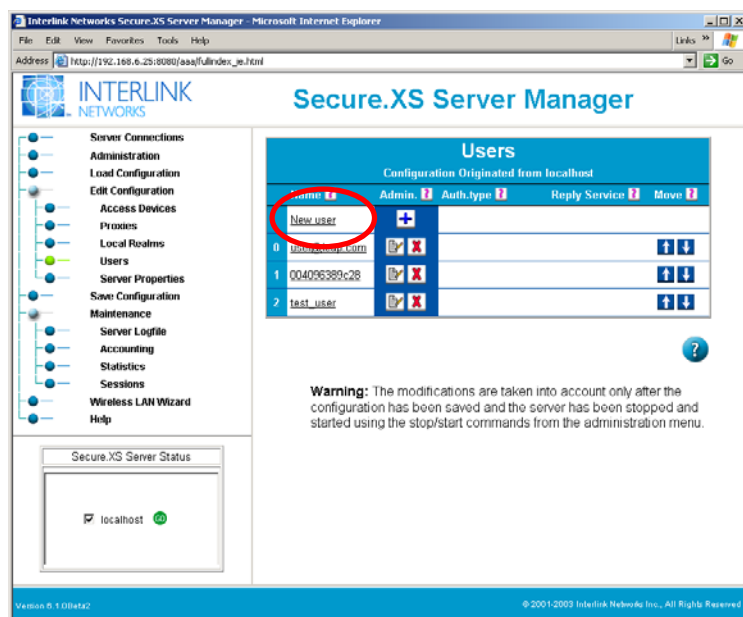 Interlink Networks Secure.XS Server Manager - Microsoft Internet Explorer
File Edit View Favorites Tools Help
Links »
Address http://192.168.6.25:8080/aaa/fullindex_je.html
Go
INTERLINK
NETWORKS
Secure.XS Server Manager
Server Connections
Administration
Load Configuration
Edit Configuration
Access Devices
Proxies
Local Realms
Users
Server Properties
Save Configuration
Maintenance
Server Logfile
Accounting
Statistics
Sessions
Wireless LAN Wizard
Help
Secure.XS Server Status
localhost GO
Users
Configuration Originated from localhost
Name ? Admin. ? Auth.type ? Reply Service ? Move ?
New user +
0
1 004096389c28
2 test_user
?
Warning: The modifications are taken into account only after the
configuration has been saved and the server has been stopped and
started using the stop/start commands from the administration menu.
Version 6.1.0Beta2
©2001-2003 Interlink Networks Inc., All Rights Reserved